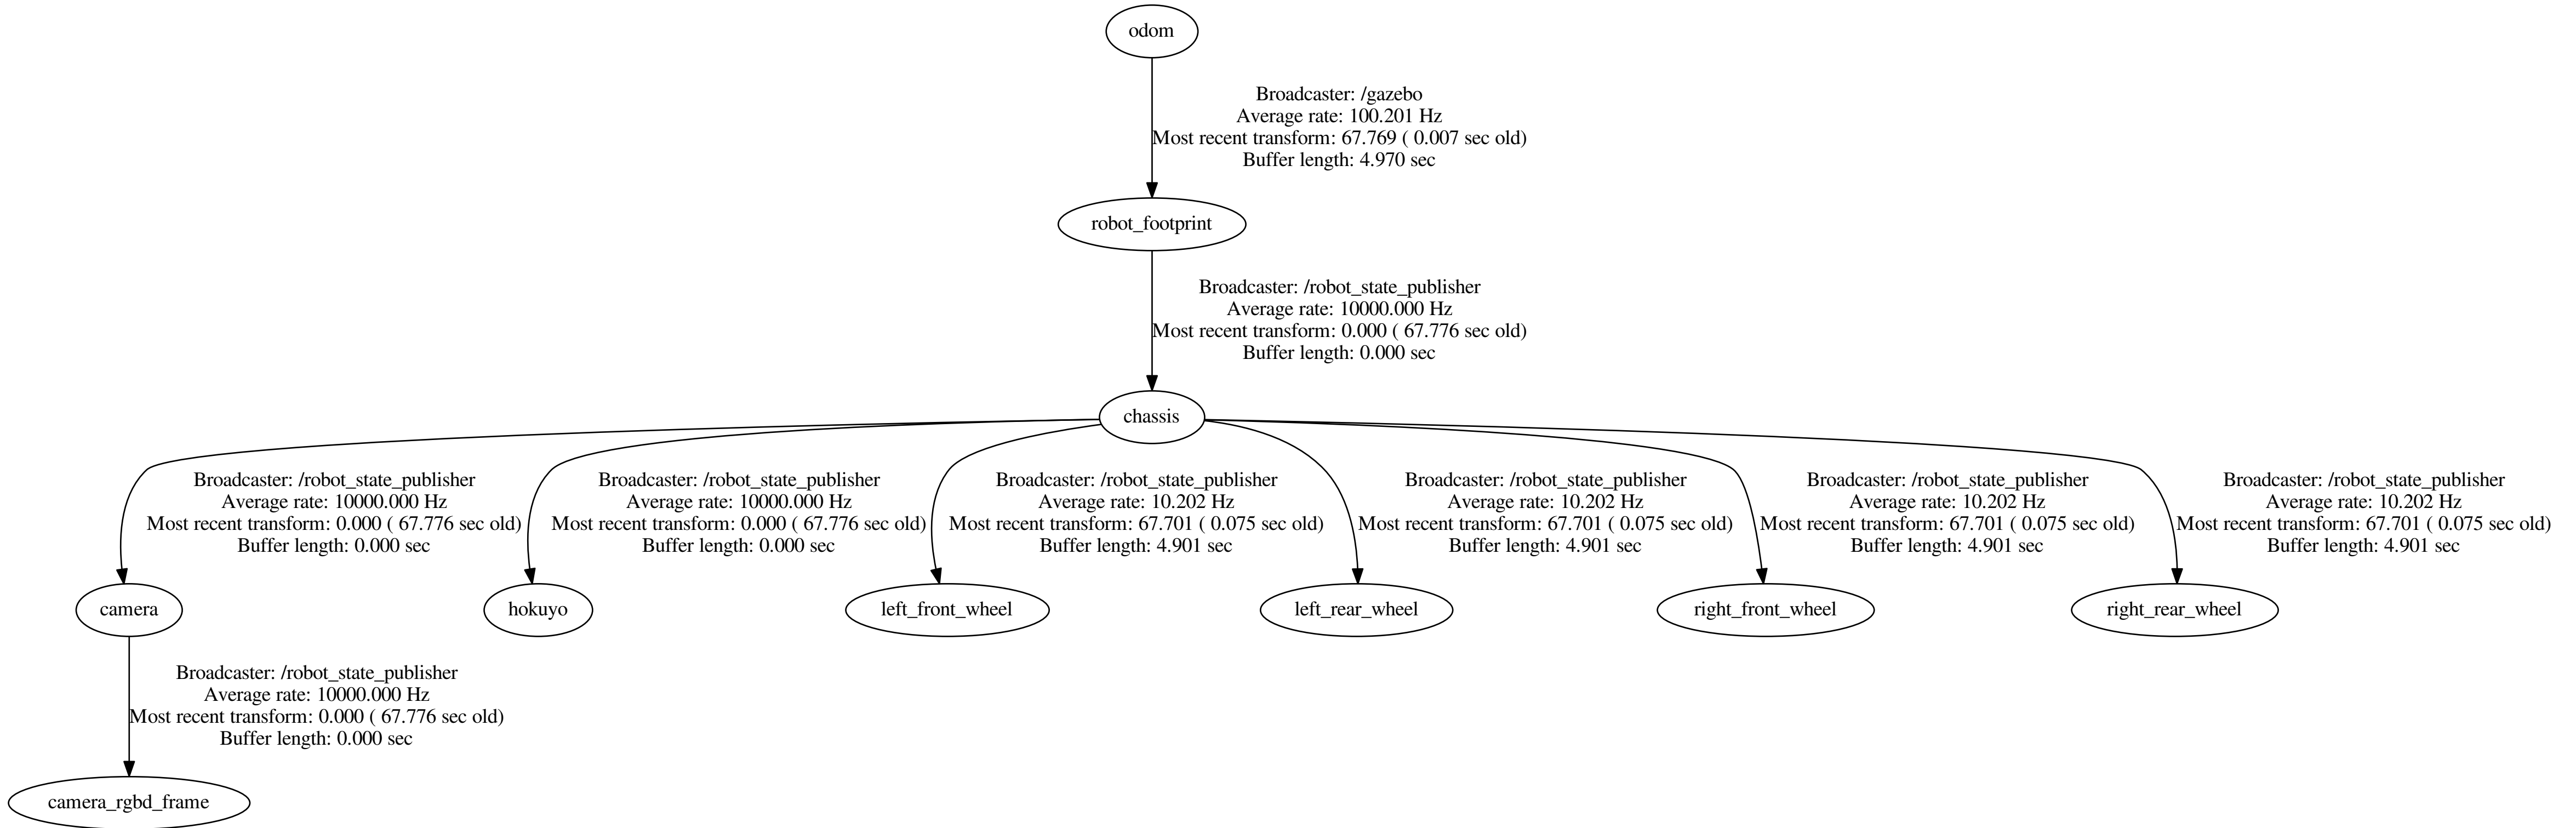 odom
Broadcaster: /gazebo
Average rate: 100.201 Hz
Most recent transform: 67.769 ( 0.007 sec old)
Buffer length: 4.970 sec
robot_footprint
Broadcaster: /robot_state_publisher
Average rate: 10000.000 Hz
Most recent transform: 0.000 ( 67.776 sec old)
Buffer length: 0.000 sec
chassis
Broadcaster: /robot_state_publisher
Average rate: 10000.000 Hz
Most recent transform: 0.000 ( 67.776 sec old)
Buffer length: 0.000 sec
Broadcaster: /robot_state_publisher
Average rate: 10000.000 Hz
Most recent transform: 0.000 ( 67.776 sec old)
Buffer length: 0.000 sec
Broadcaster: /robot_state_publisher
Average rate: 10.202 Hz
Most recent transform: 67.701 ( 0.075 sec old)
Buffer length: 4.901 sec
Broadcaster: /robot_state_publisher
Average rate: 10.202 Hz
Most recent transform: 67.701 ( 0.075 sec old)
Buffer length: 4.901 sec
Broadcaster: /robot_state_publisher
Average rate: 10.202 Hz
Most recent transform: 67.701 ( 0.075 sec old)
Buffer length: 4.901 sec
Broadcaster: /robot_state_publisher
Average rate: 10.202 Hz
Most recent transform: 67.701 ( 0.075 sec old)
Buffer length: 4.901 sec
camera
hokuyo
left_front_wheel
left_rear_wheel
right_front_wheel
right_rear_wheel
Broadcaster: /robot_state_publisher
Average rate: 10000.000 Hz
Most recent transform: 0.000 ( 67.776 sec old)
Buffer length: 0.000 sec
camera_rgbd_frame